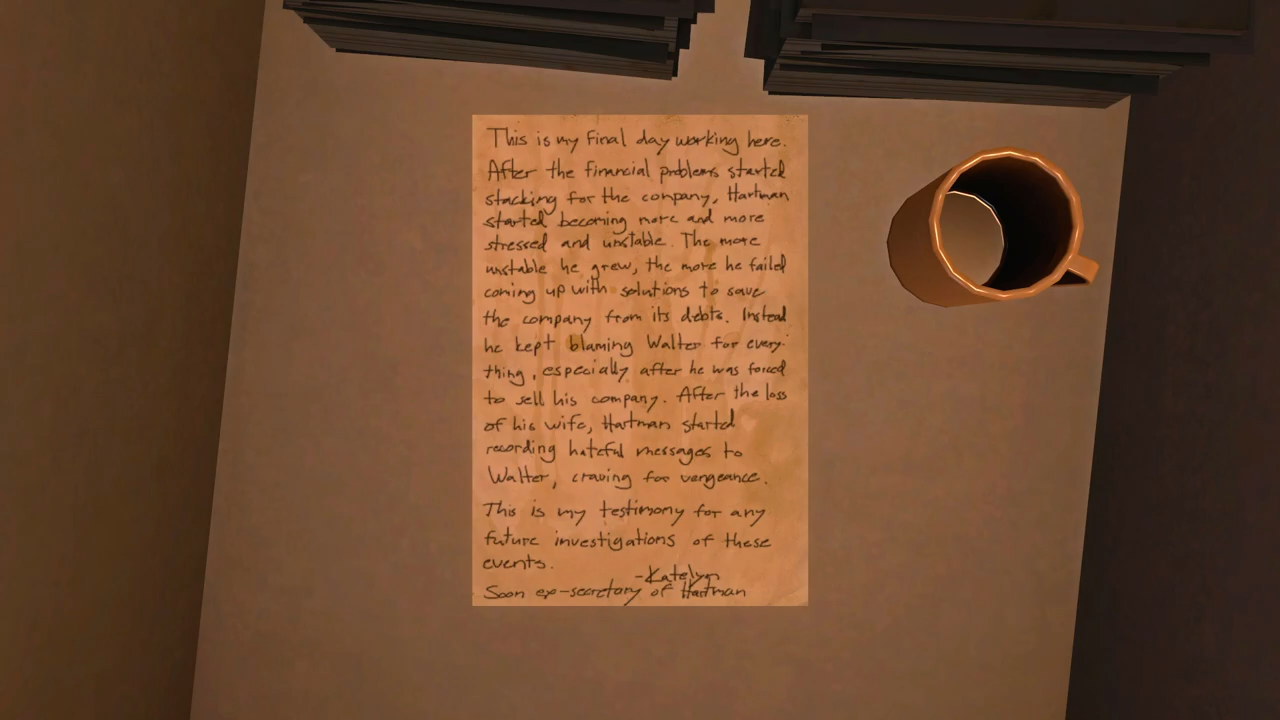 This is my final day working here.
After the financial problems started
stacking for the company, Hartman
started becoming more and more
stressed and unstable. The more
unstable he grew, the more he failed
coming up with solutions to save
the company from its debts. Instead
he kept blaming Walter for every-
thing, especially after he was forced
to sell his company. After the loss
of his wife, Hartman started
recording hateful messages to
Walter, craving for vengeance.
This is my testimony for any
future investigations of these
events.
-Katelyn
Soon ex-secretary of Hartman